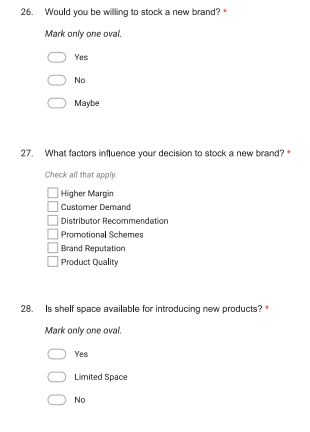 26. Would you be willing to stock a new brand? *
Mark only one oval.
Yes
No
Maybe
27. What factors influence your decision to stock a new brand? *
Check all that apply.
Higher Margin
Customer Demand
Distributor Recommendation
Promotional Schemes
Brand Reputation
Product Quality
28. Is shelf space available for introducing new products? *
Mark only one oval.
Yes
Limited Space
No